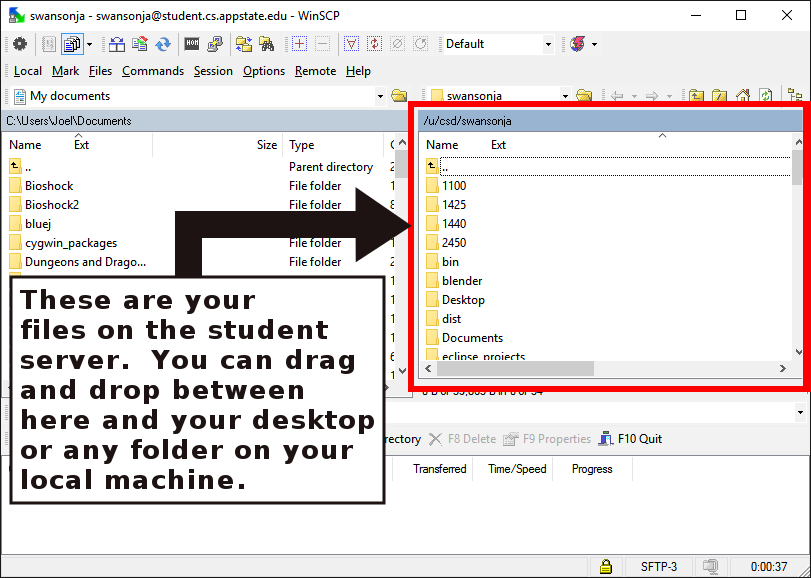 swansonja - swansonja@student.cs.appstate.edu - WinSCP
Default
Local Mark Files Commands Session Options Remote Help
My documents
swansonja
C:\Users\Joel\Documents
/u/csd/swansonja
Name Ext Size Type
Name Ext
.. Parent directory
..
Bioshock File folder
1100
Bioshock2 File folder
1425
bluej File folder
1440
cygwin_packages File folder
2450
Dungeons and Drago... File folder
bin
blender
Desktop
dist
Documents
eclipse_projects
These are your
files on the student
server. You can drag
and drop between
here and your desktop
or any folder on your
local machine.
rectory F8 Delete F9 Properties F10 Quit
Transferred Time/Speed Progress
SFTP-3 0:00:37